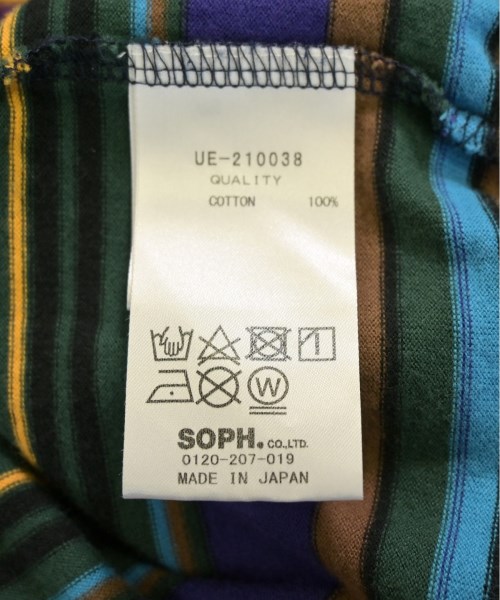 UE-210038
QUALITY
COTTON 100%
W
SOPH. CO.,LTD.
0120-207-019
MADE IN JAPAN